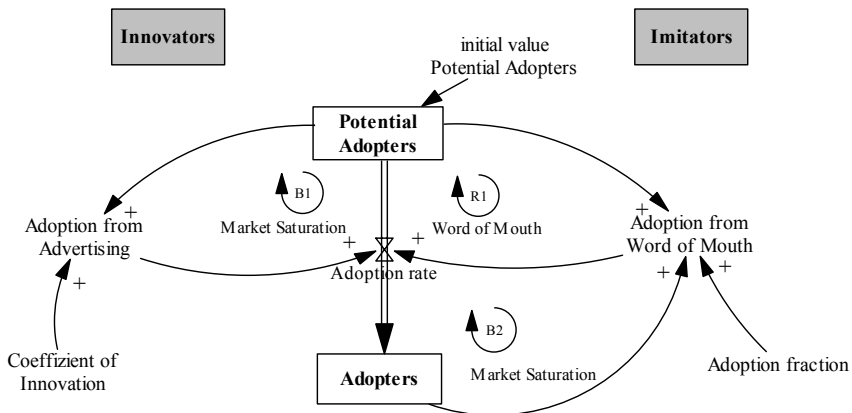 Innovators
Imitators
initial value
Potential Adopters
Potential
Adopters
B1
R1
Market Saturation
Word of Mouth
Adoption from
Advertising
+
+
+
+
Adoption rate
Adoption from
Word of Mouth
+
+
+
B2
Coeffizient of
Innovation
Adopters
Market Saturation
Adoption fraction